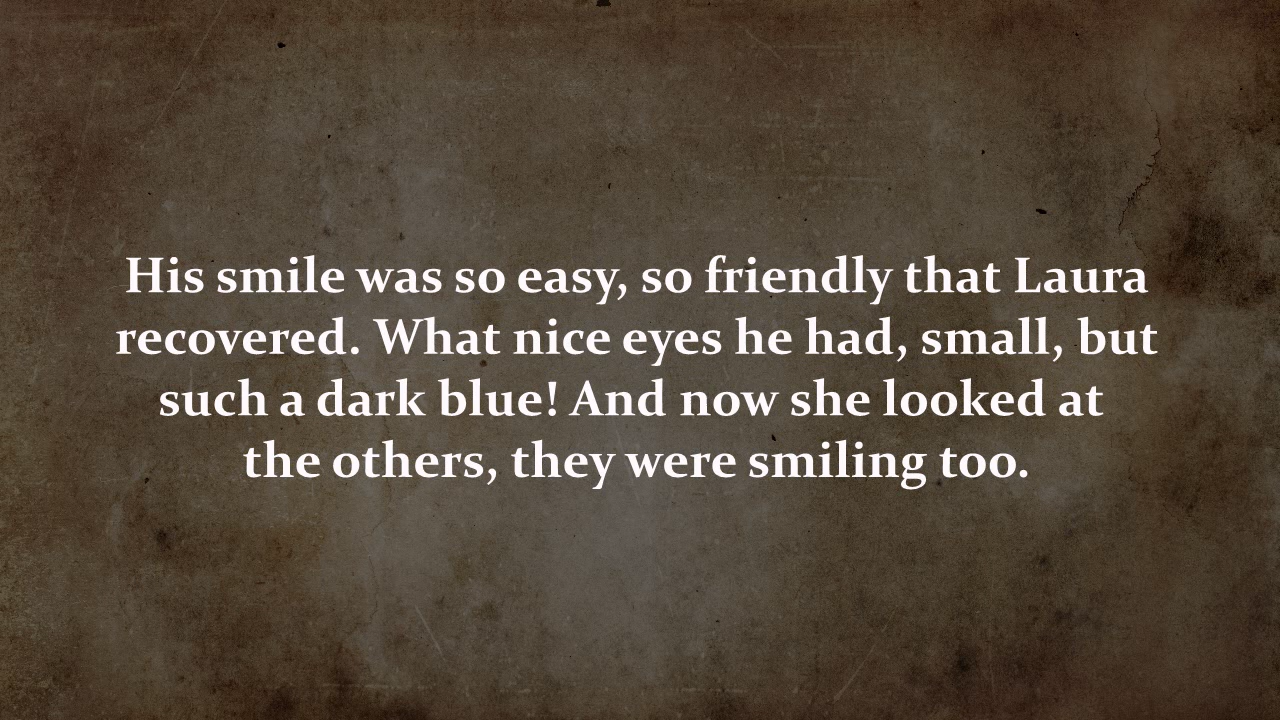 His smile was so easy, so friendly that Laura
recovered. What nice eyes he had, small, but
such a dark blue! And now she looked at
the others, they were smiling too.